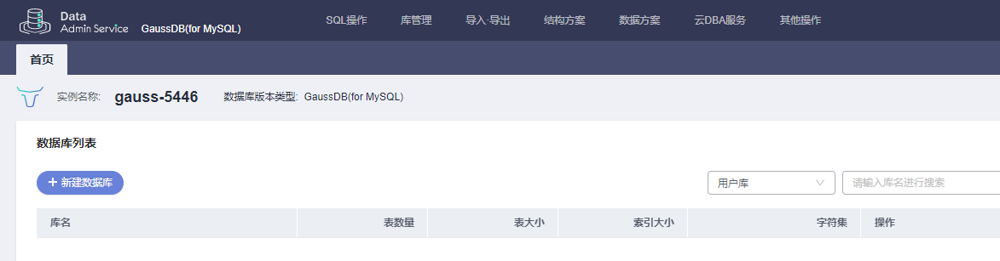 Data
Admin Service GaussDB(for MySQL) SQL操作 库管理 导入·导出 结构方案 数据方案 云DBA服务 其他操作
首页
实例名称: gauss-5446 数据库版本类型: GaussDB(for MySQL)
数据库列表
+ 新建数据库 用户库 请输入库名进行搜索
库名 表数量 表大小 索引大小 字符集 操作